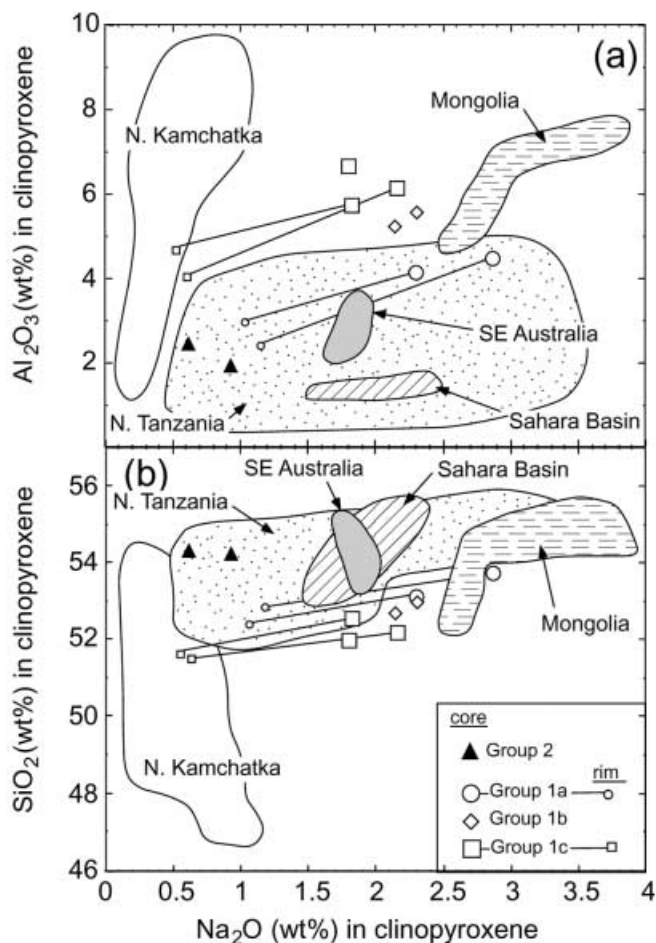 (a)
10
8
6
4
2
Al₂O₃ (wt%) in clinopyroxene
N. Kamchatka
Mongolia
SE Australia
N. Tanzania
Sahara Basin
(b)
56
54
52
50
48
46
SiO₂ (wt%) in clinopyroxene
SE Australia
Sahara Basin
N. Tanzania
Mongolia
N. Kamchatka
core
Group 2
rim
Group 1a
Group 1b
Group 1c
0 0.5 1 1.5 2 2.5 3 3.5 4
Na₂O (wt%) in clinopyroxene